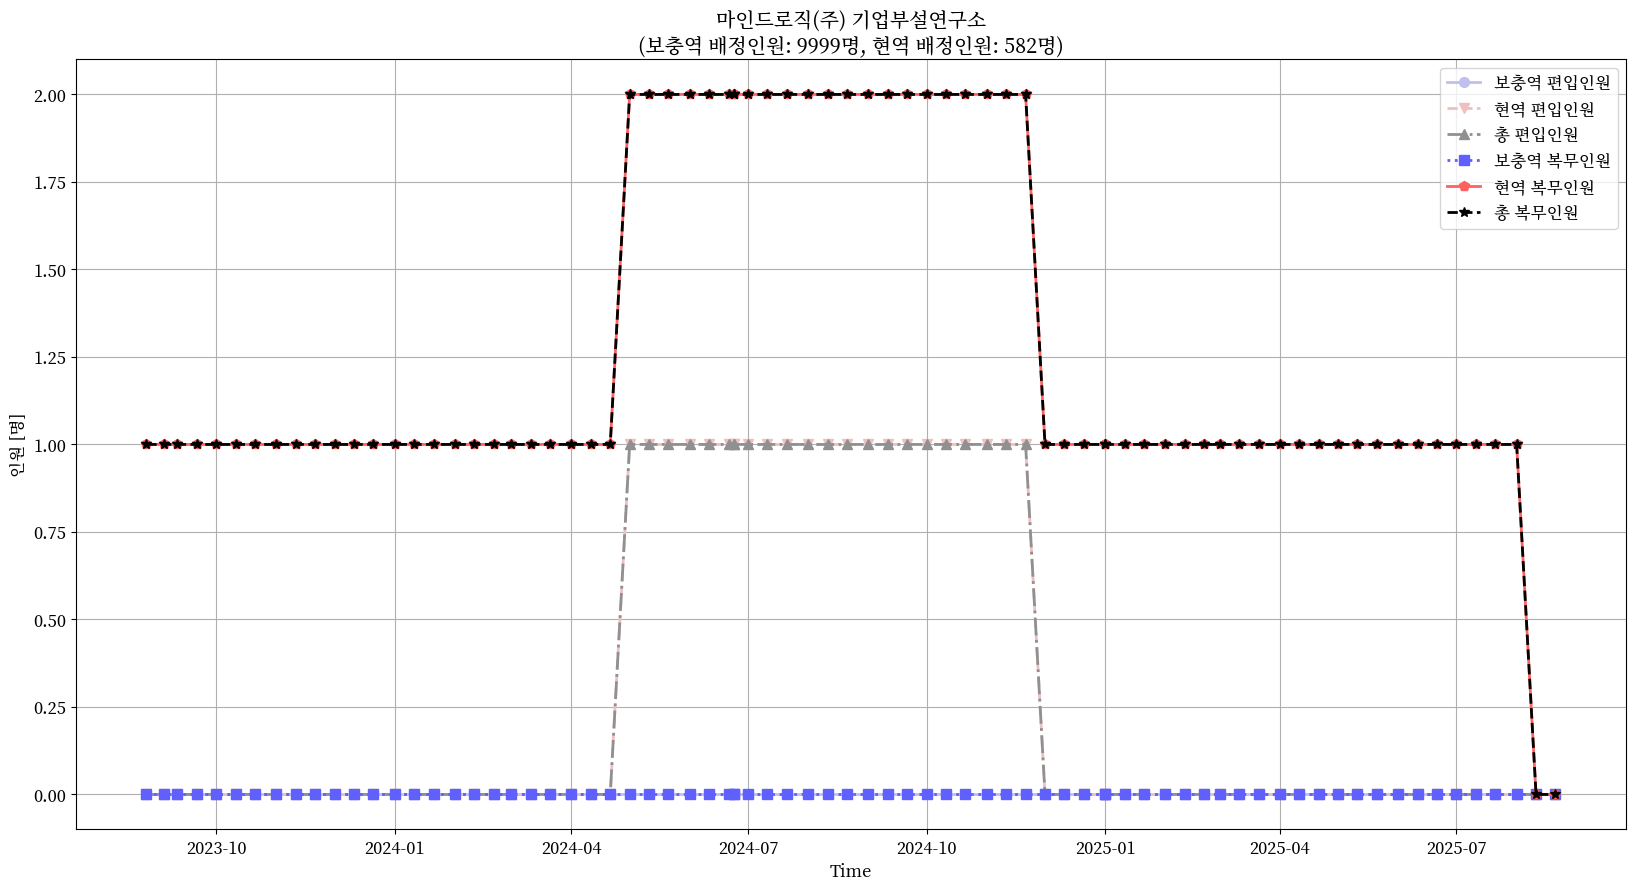 마인드로직(주) 기업부설연구소
(보충역 배정인원: 9999명, 현역 배정인원: 582명)
보충역 편입인원
현역 편입인원
총 편입인원
보충역 복무인원
현역 복무인원
총 복무인원
인원 [명]
2.00
1.75
1.50
1.25
1.00
0.75
0.50
0.25
0.00
2023-10
2024-01
2024-04
2024-07
2024-10
2025-01
2025-04
2025-07
Time